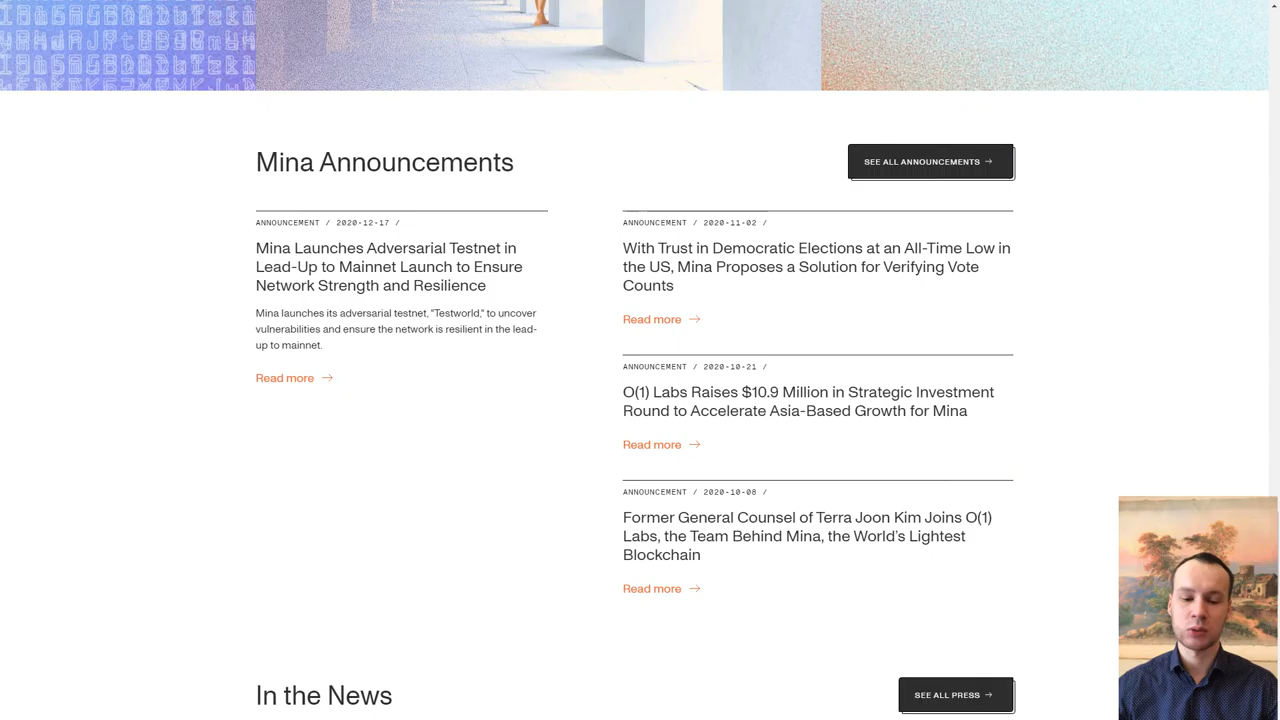 Mina Announcements
SEE ALL ANNOUNCEMENTS →
ANNOUNCEMENT / 2020-12-17 /
Mina Launches Adversarial Testnet in
Lead-Up to Mainnet Launch to Ensure
Network Strength and Resilience
Mina launches its adversarial testnet, "Testworld," to uncover
vulnerabilities and ensure the network is resilient in the lead-
up to mainnet.
Read more →
ANNOUNCEMENT / 2020-11-02 /
With Trust in Democratic Elections at an All-Time Low in
the US, Mina Proposes a Solution for Verifying Vote
Counts
Read more →
ANNOUNCEMENT / 2020-10-21 /
O(1) Labs Raises $10.9 Million in Strategic Investment
Round to Accelerate Asia-Based Growth for Mina
Read more →
ANNOUNCEMENT / 2020-10-08 /
Former General Counsel of Terra Joon Kim Joins O(1)
Labs, the Team Behind Mina, the World's Lightest
Blockchain
Read more →
In the News
SEE ALL PRESS →